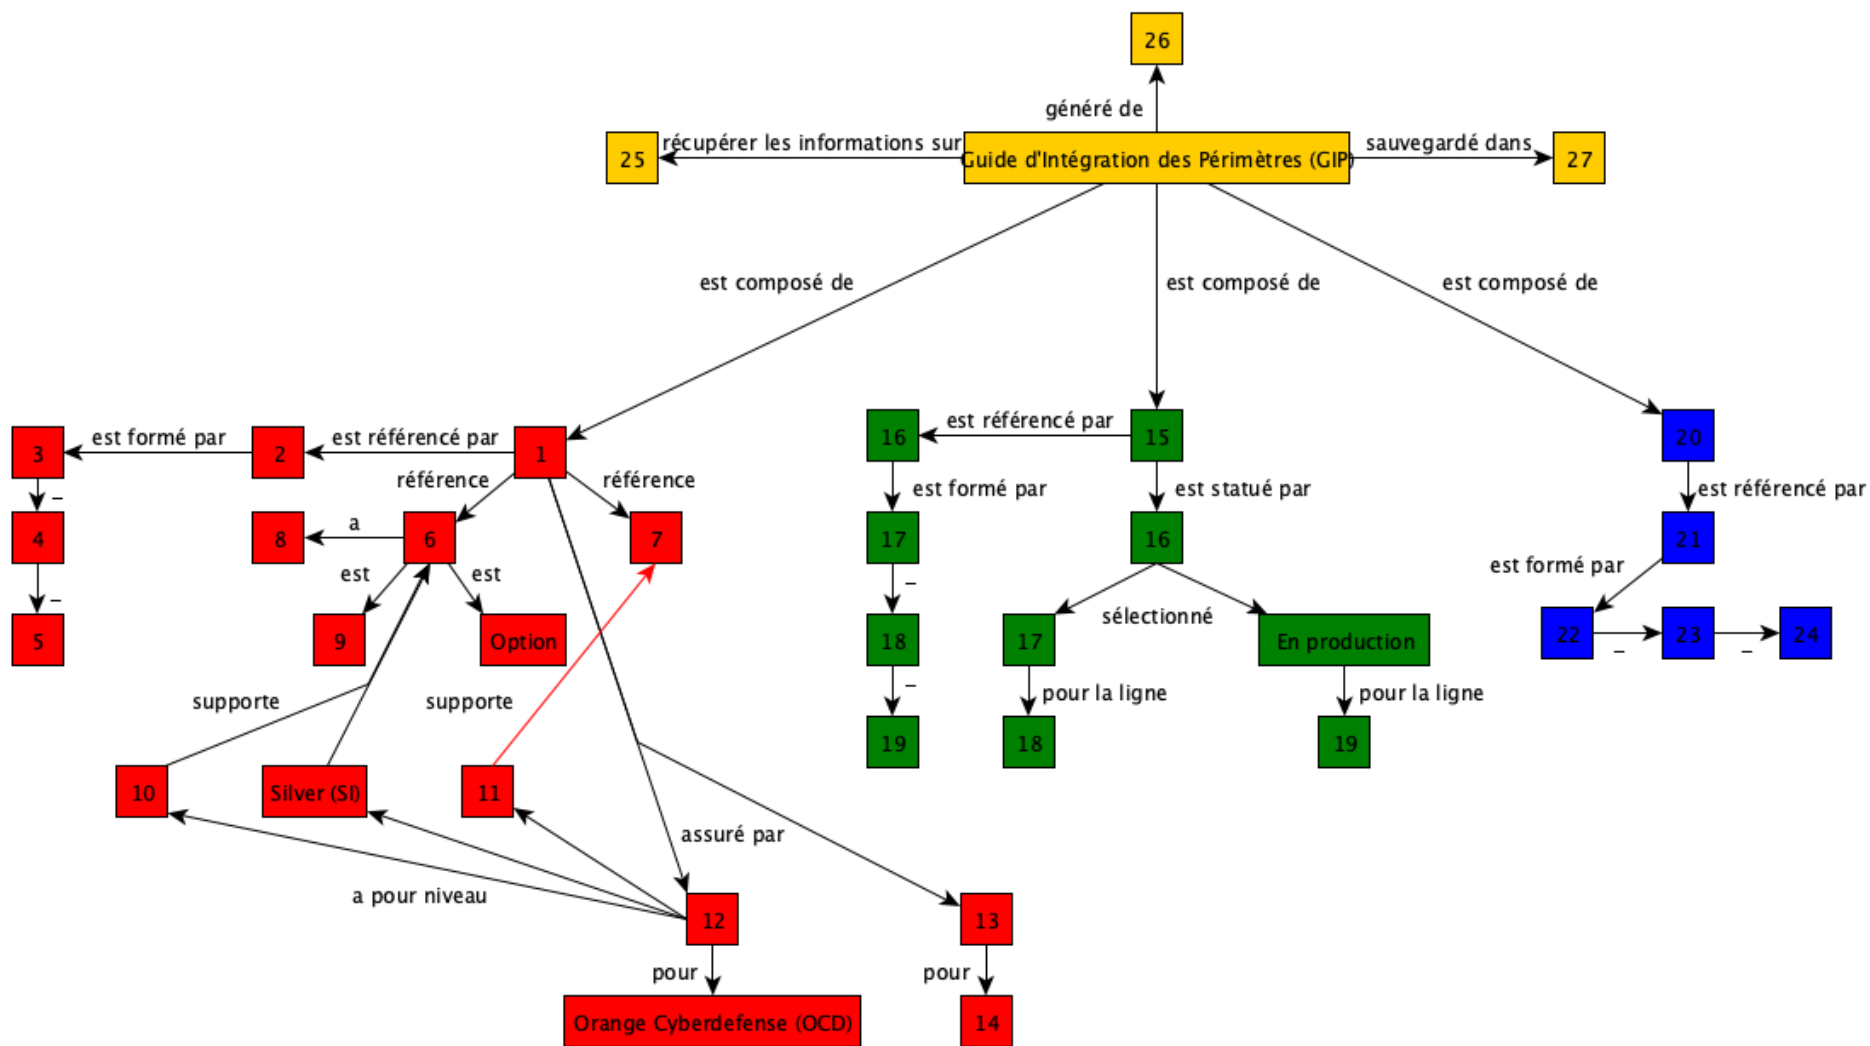 26
généré de
25
récupérer les informations sur
Guide d'Intégration des Périmètres (GIP)
sauvegardé dans
27
est composé de
est composé de
est composé de
3
est formé par
2
est référencé par
1
16
est référencé par
15
20
_
référence
référence
est formé par
est statué par
est référencé par
4
8
a
6
7
17
16
21
_
est
est
_
est formé par
5
9
Option
18
sélectionné
17
En production
22
_
23
_
24
supporte
supporte
_
pour la ligne
pour la ligne
19
18
19
10
Silver (SI)
11
assuré par
a pour niveau
12
13
pour
pour
Orange Cyberdefense (OCD)
14